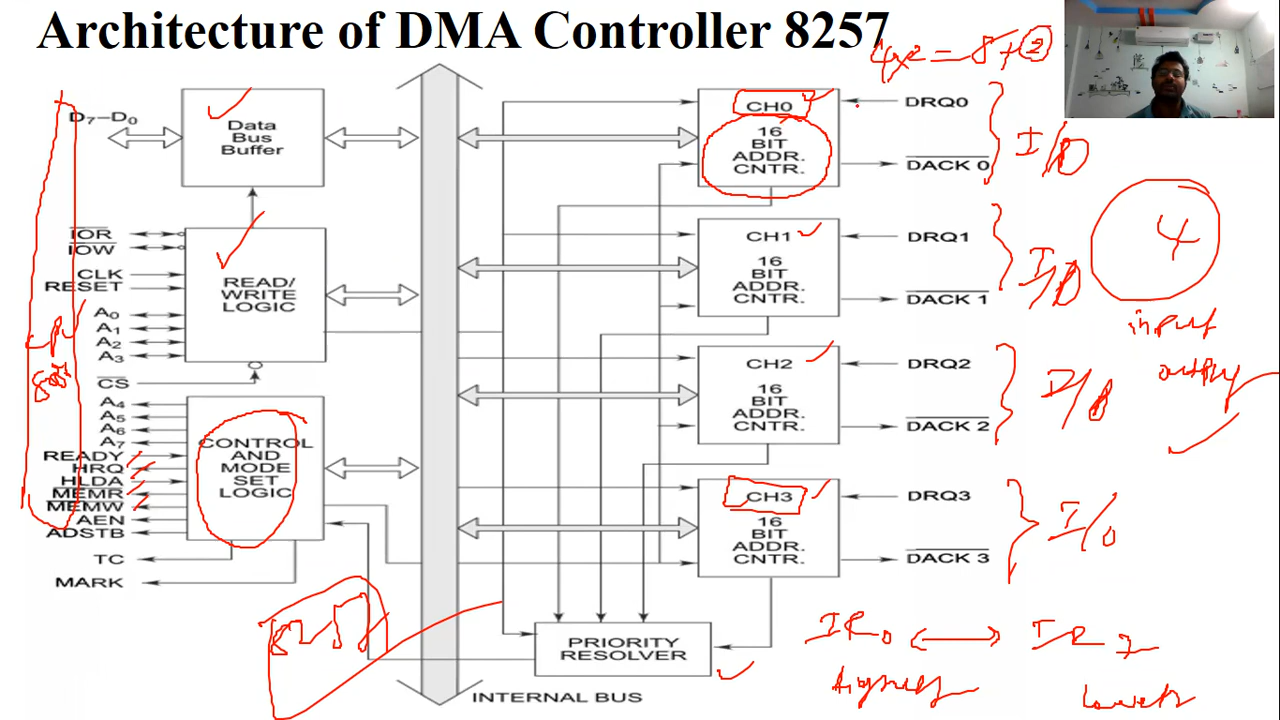 Architecture of DMA Controller 8257
4x2 = 8+2
D7-D0
Data
Bus
Buffer
IOR
IOW
CLK
RESET
READ/
WRITE
LOGIC
A0
A1
A2
A3
CS
A4
A5
A6
A7
READY
HRQ
HLDA
MEMR
MEMW
AEN
ADSTB
TC
MARK
CONTROL
AND
MODE
SET
LOGIC
CH0
16
BIT
ADDR.
CNTR.
DRQ0
DACK 0
I/O
CH1
16
BIT
ADDR.
CNTR.
DRQ1
DACK 1
I/O
4
input
output
CH2
16
BIT
ADDR.
CNTR.
DRQ2
DACK 2
I/O
CH3
16
BIT
ADDR.
CNTR.
DRQ3
DACK 3
I/O
PRIORITY
RESOLVER
INTERNAL BUS
IR0 IR7